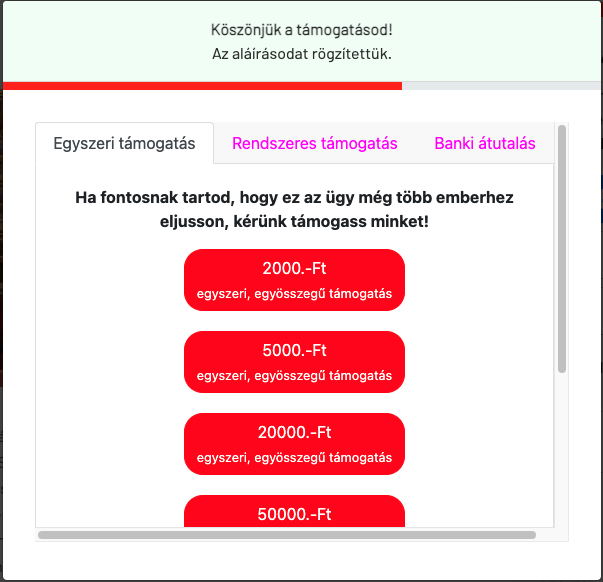 Köszönjük a támogatásod!
Az aláírásodat rögzítettük.
Egyszeri támogatás
Rendszeres támogatás
Banki átutalás
Ha fontosnak tartod, hogy ez az ügy még több emberhez
eljusson, kérünk támogass minket!
2000.-Ft
egyszeri, egyösszegű támogatás
5000.-Ft
egyszeri, egyösszegű támogatás
20000.-Ft
egyszeri, egyösszegű támogatás
50000.-Ft